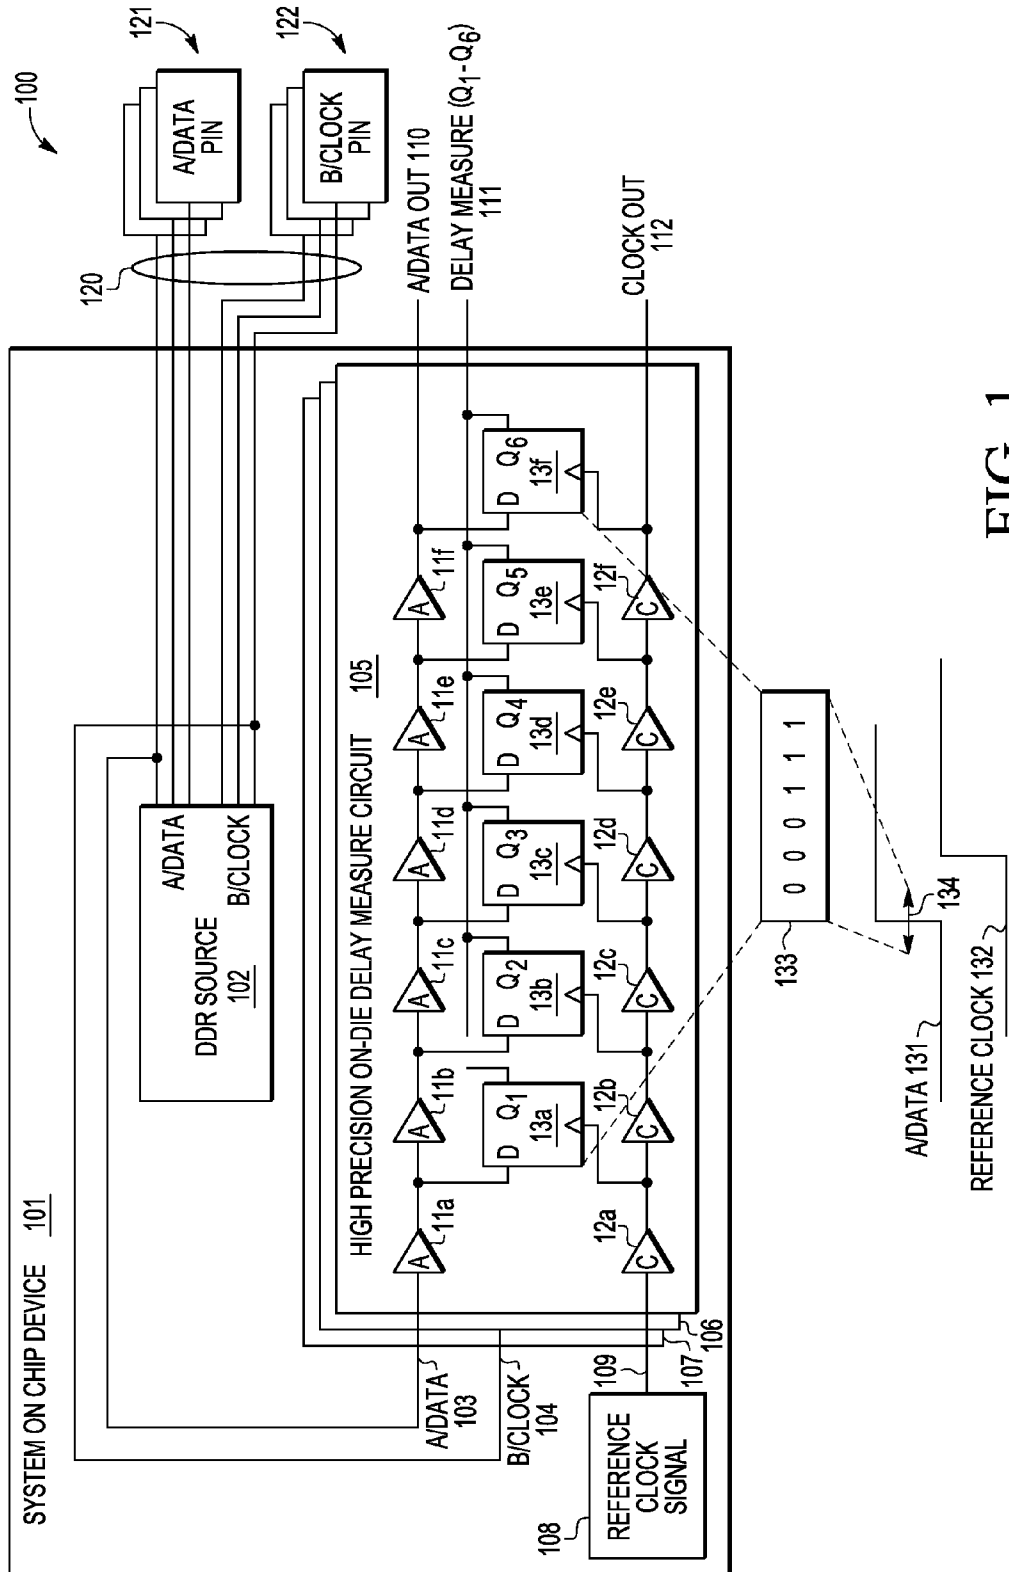 100
SYSTEM ON CHIP DEVICE 101
DDR SOURCE
102
A/DATA
B/CLOCK
120
A/DATA
PIN
121
B/CLOCK
PIN
122
HIGH PRECISION ON-DIE DELAY MEASURE CIRCUIT 105
A/DATA
103
B/CLOCK
104
109
107
106
108
REFERENCE
CLOCK
SIGNAL
A 11a
A 11b
A 11c
A 11d
A 11e
A 11f
D Q1
13a
D Q2
13b
D Q3
13c
D Q4
13d
D Q5
13e
D Q6
13f
C 12a
C 12b
C 12c
C 12d
C 12e
C 12f
A/DATA OUT 110
DELAY MEASURE (Q1-Q6)
111
CLOCK OUT
112
133
0 0 0 1 1 1
134
A/DATA 131
REFERENCE CLOCK 132
FIG. 1